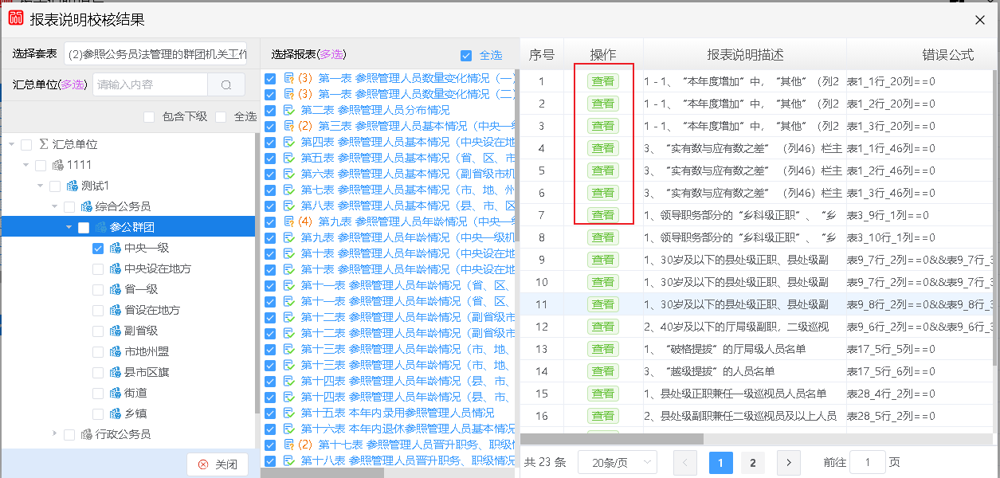 报表说明校核结果
选择套表 (2)参照公务员法管理的群团机关工作
汇总单位(多选) 请输入内容
包含下级 全选
汇总单位
1111
测试1
综合公务员
参公群团
中央一级
中央设在地方
省一级
省设在地方
副省级
市地州盟
县市区旗
街道
乡镇
行政公务员
关闭
选择报表(多选) 全选
(3) 第一表 参照管理人员数量变化情况（一）
(3) 第一表 参照管理人员数量变化情况（二）
第二表 参照管理人员分布情况
(2) 第三表 参照管理人员基本情况（中央一级
第四表 参照管理人员基本情况（中央设在地
第五表 参照管理人员基本情况（省、区、市
第六表 参照管理人员基本情况（副省级市机
第七表 参照管理人员基本情况（市、地、州
第八表 参照管理人员基本情况（县、市、区
(4) 第九表 参照管理人员年龄情况（中央一
第九表 参照管理人员年龄情况（中央一级机
第十表 参照管理人员年龄情况（中央设在地
第十表 参照管理人员年龄情况（中央设在地
第十一表 参照管理人员年龄情况（省、区、
第十一表 参照管理人员年龄情况（省、区、
第十二表 参照管理人员年龄情况（副省级市
第十二表 参照管理人员年龄情况（副省级市
第十三表 参照管理人员年龄情况（市、地、
第十三表 参照管理人员年龄情况（市、地、
第十四表 参照管理人员年龄情况（县、市、
第十四表 参照管理人员年龄情况（县、市、
第十五表 本年内录用参照管理人员情况
第十六表 本年内退休参照管理人员基本情况
(2) 第十七表 参照管理人员晋升职务、职级情
第十八表 参照管理人员晋升职务、职级情况
序号 操作 报表说明描述 错误公式
1 查看 1-1、“本年度增加”中，“其他”（列2 表1_1行_20列==0
2 查看 1-1、“本年度增加”中，“其他”（列2 表1_2行_20列==0
3 查看 1-1、“本年度增加”中，“其他”（列2 表1_3行_20列==0
4 查看 3、“实有数与应有数之差”（列46）栏主 表1_1行_46列==0
5 查看 3、“实有数与应有数之差”（列46）栏主 表1_2行_46列==0
6 查看 3、“实有数与应有数之差”（列46）栏主 表1_3行_46列==0
7 查看 1、领导职务部分的“乡科级正职”、“乡 表3_9行_1列==0
8 查看 1、领导职务部分的“乡科级正职”、“乡 表3_10行_1列==0
9 查看 1、30岁及以下的县处级正职、县处级副 表9_7行_2列==0&&表9_7行_3
10 查看 1、30岁及以下的县处级正职、县处级副 表9_7行_2列==0&&表9_7行_3
11 查看 1、30岁及以下的县处级正职、县处级副 表9_8行_2列==0&&表9_8行_3
12 查看 2、40岁及以下的厅局级副职，二级巡视 表9_6行_2列==0&&表9_6行_3
13 查看 1、“破格提拔”的厅局级人员名单 表17_5行_5列==0
14 查看 3、“越级提拔”的人员名单 表17_5行_6列==0
15 查看 1、县处级正职兼任一级巡视员人员名单 表28_4行_2列==0
16 查看 2、县处级副职兼任二级巡视员及以上人员 表28_5行_2列==0
共 23 条 20条/页 1 2 前往 1 页